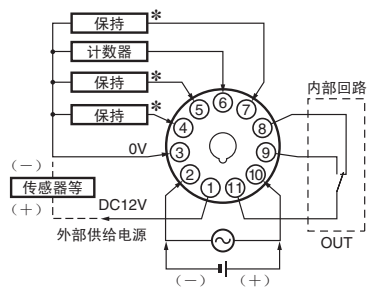 保持 *
计数器
保持 *
保持 *
内部回路
6
5 7
4 8
0V 3 9
2 10
1 11
(－)
传感器等
(＋)
DC12V
外部供给电源
OUT
(－) (＋)